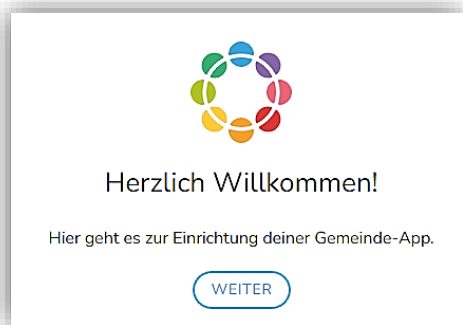 Herzlich Willkommen!
Hier geht es zur Einrichtung deiner Gemeinde-App.
WEITER